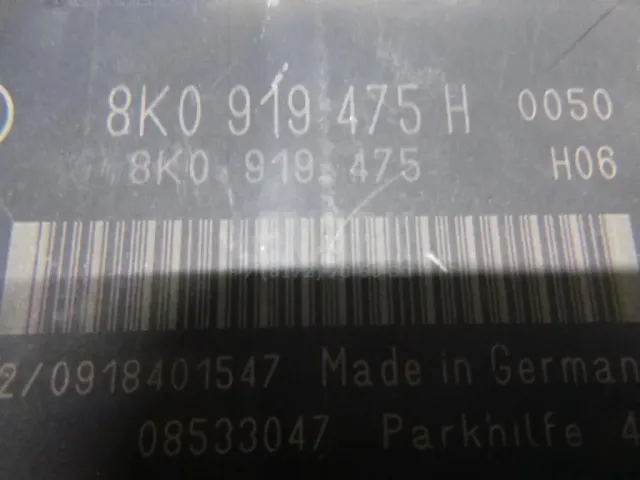 8K0 919 475 H 0050
8K0 919 475 H06
2/0918401547 Made in German
08533047 Parkhilfe 4